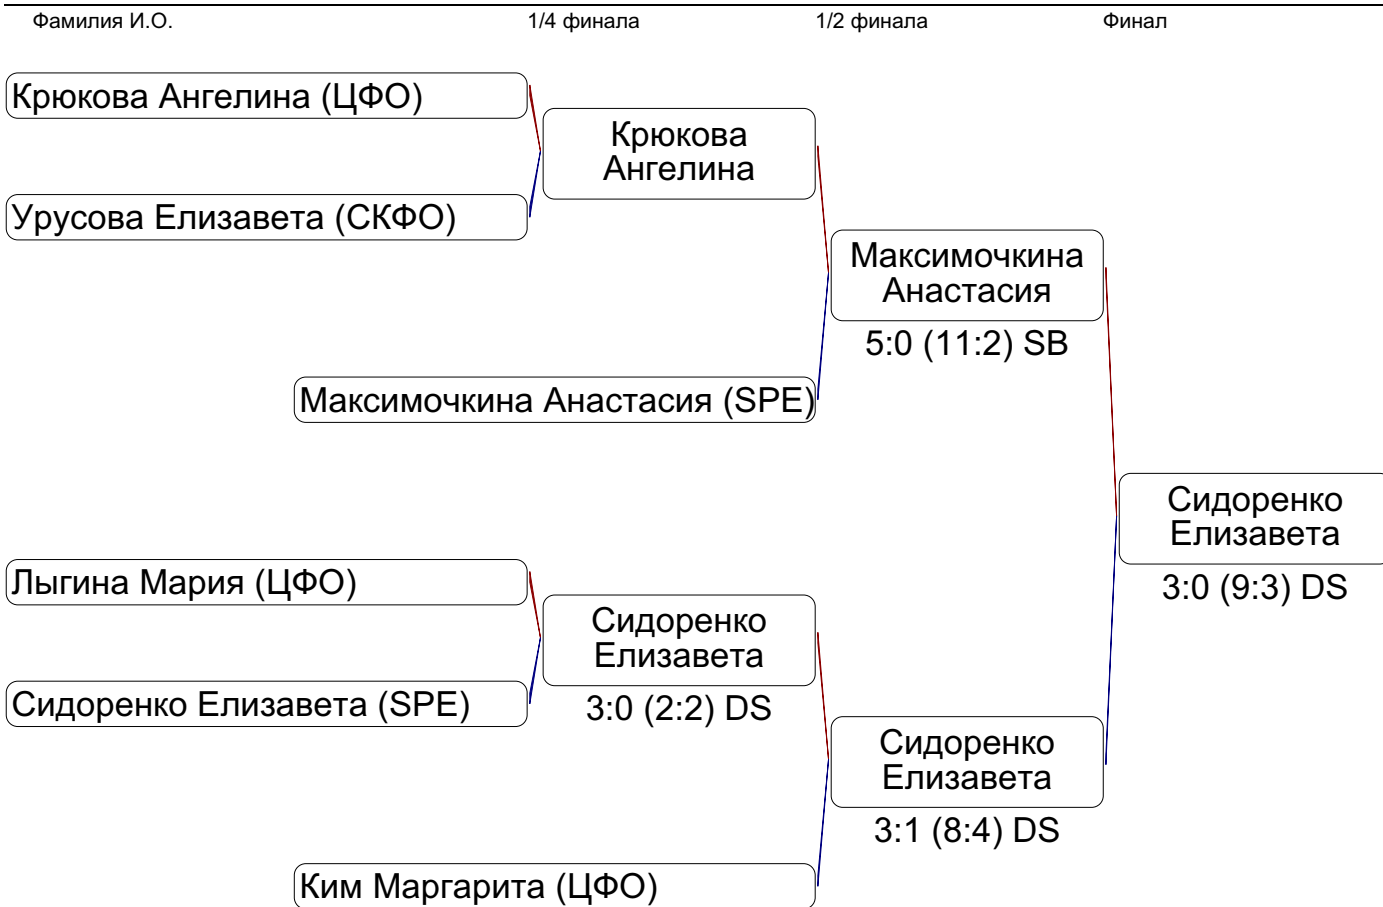 Фамилия И.О. 1/4 финала 1/2 финала Финал
Крюкова Ангелина (ЦФО)
Крюкова
Ангелина
Урусова Елизавета (СКФО)
Максимочкина
Анастасия
5:0 (11:2) SB
Максимочкина Анастасия (SPE)
Сидоренко
Елизавета
3:0 (9:3) DS
Лыгина Мария (ЦФО)
Сидоренко
Елизавета
3:0 (2:2) DS
Сидоренко Елизавета (SPE)
Сидоренко
Елизавета
3:1 (8:4) DS
Ким Маргарита (ЦФО)